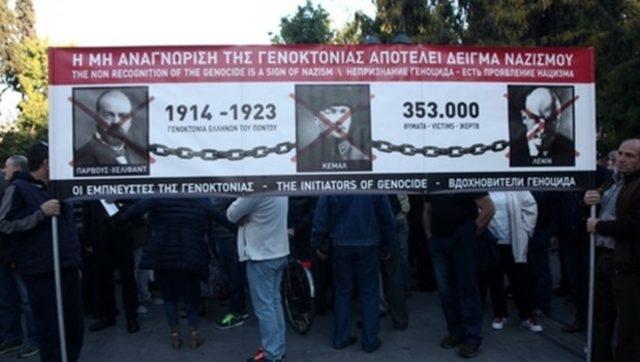 Η ΜΗ ΑΝΑΓΝΩΡΙΣΗ ΤΗΣ ΓΕΝΟΚΤΟΝΙΑΣ ΑΠΟΤΕΛΕΙ ΔΕΙΓΜΑ ΝΑΖΙΣΜΟΥ
THE NON RECOGNITION OF THE GENOCIDE IS A SIGN OF NAZISM \ НЕПРИЗНАНИЕ ГЕНОЦИДА - ЕСТЬ ПРОЯВЛЕНИЕ НАЦИЗМА
1914 - 1923
ΓΕΝΟΚΤΟΝΙΑ ΕΛΛΗΝΩΝ ΤΟΥ ΠΟΝΤΟΥ
353.000
ΘΥΜΑΤΑ - VICTIMS - ЖЕРТВ
ΠΑΡΒΟΥΣ-ΧΕΛΙΦΑΝΤ
ΚΕΜΑΛ
ΛΕΝΙΝ
ΟΙ ΕΜΠΝΕΥΣΤΕΣ ΤΗΣ ΓΕΝΟΚΤΟΝΙΑΣ - THE INITIATORS OF GENOCIDE - ВДОХНОВИТЕЛИ ГЕНОЦИДА